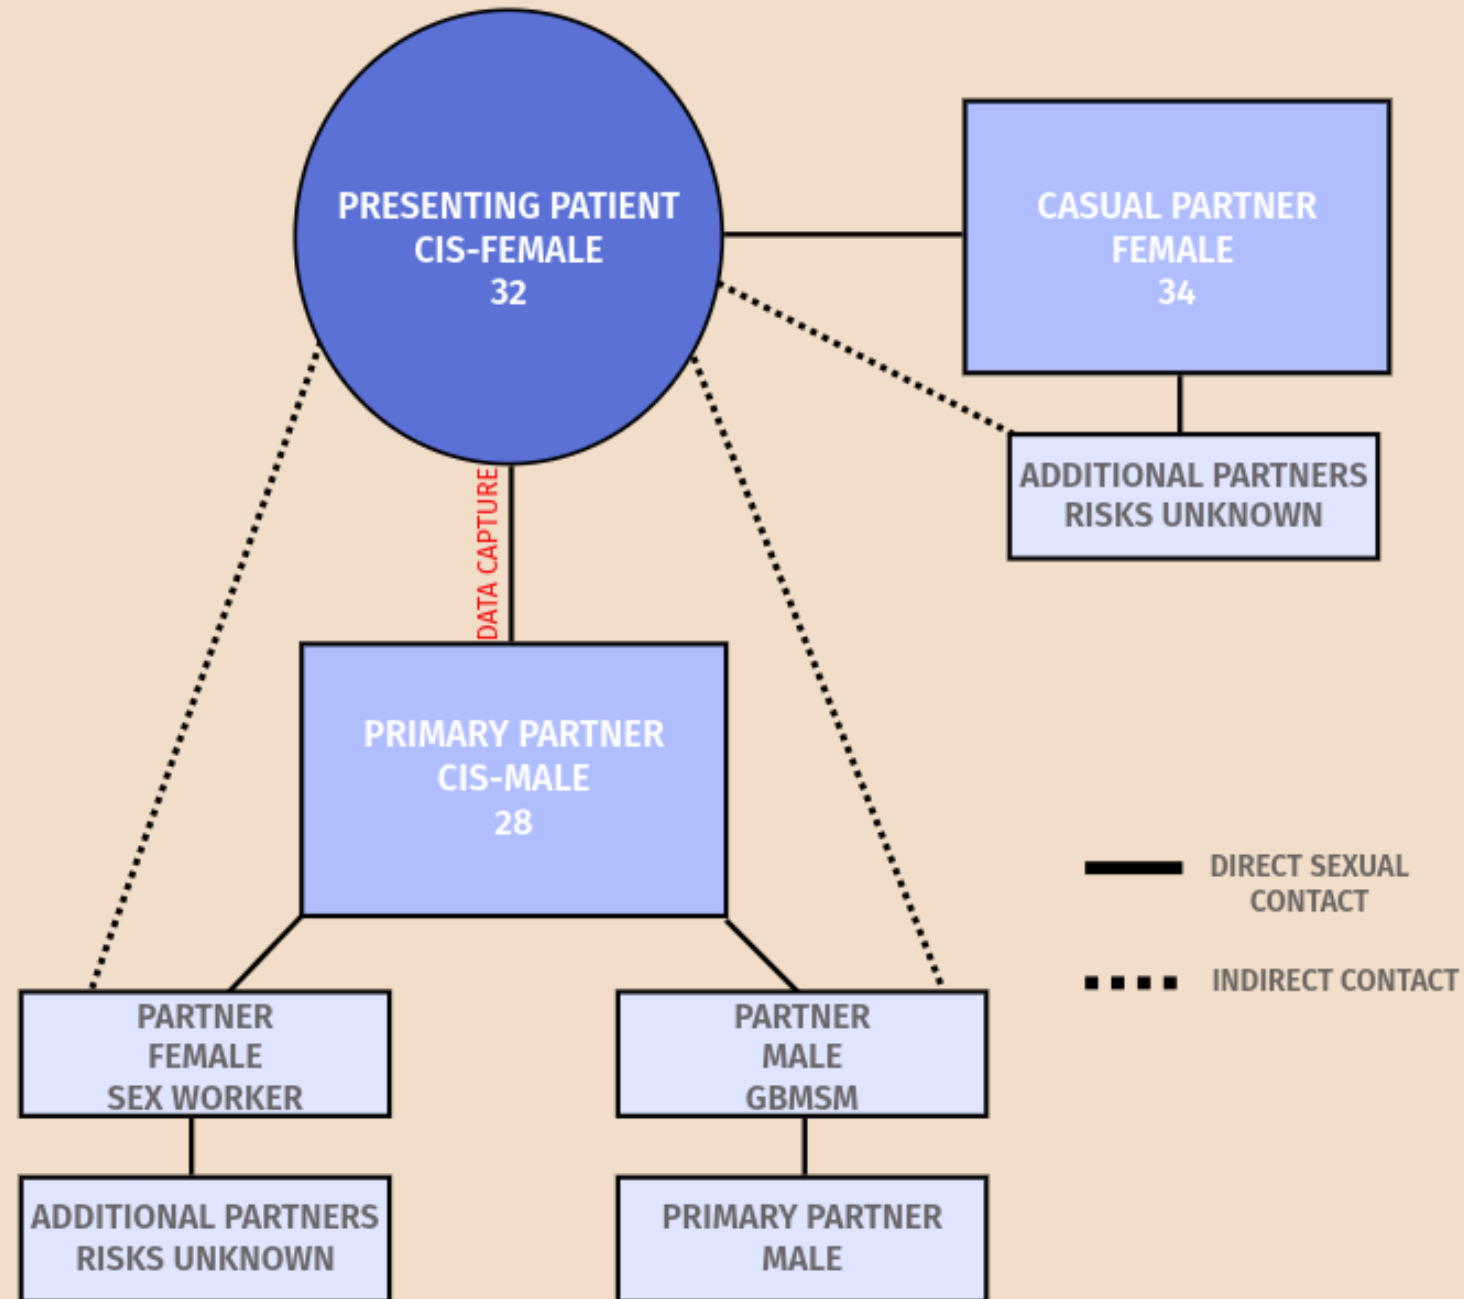 PRESENTING PATIENT
CIS-FEMALE
32
CASUAL PARTNER
FEMALE
34
ADDITIONAL PARTNERS
RISKS UNKNOWN
DATA CAPTURE
PRIMARY PARTNER
CIS-MALE
28
DIRECT SEXUAL
CONTACT
INDIRECT CONTACT
PARTNER
FEMALE
SEX WORKER
PARTNER
MALE
GBMSM
ADDITIONAL PARTNERS
RISKS UNKNOWN
PRIMARY PARTNER
MALE